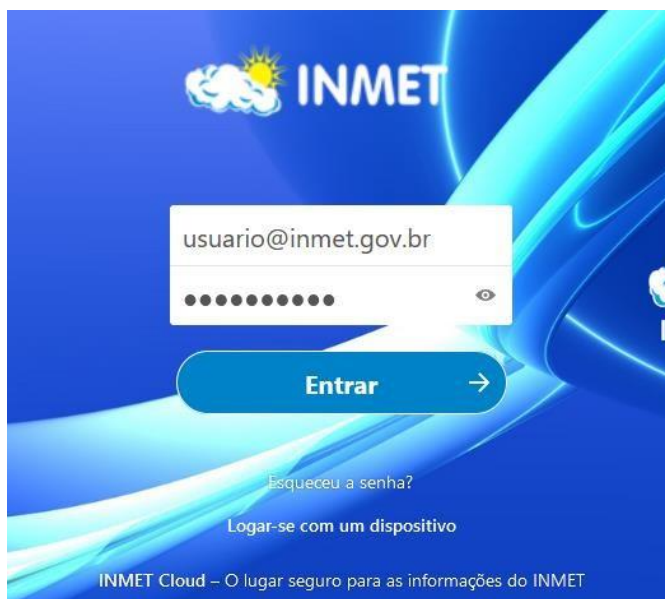 INMET
usuario@inmet.gov.br
••••••••••
Entrar
Esqueceu a senha?
Logar-se com um dispositivo
INMET Cloud – O lugar seguro para as informações do INMET